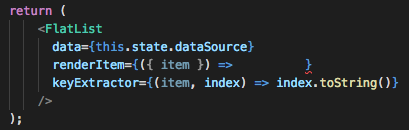 return (
<FlatList
data={this.state.dataSource}
renderItem={({ item }) => }
keyExtractor={(item, index) => index.toString()}
/>
);